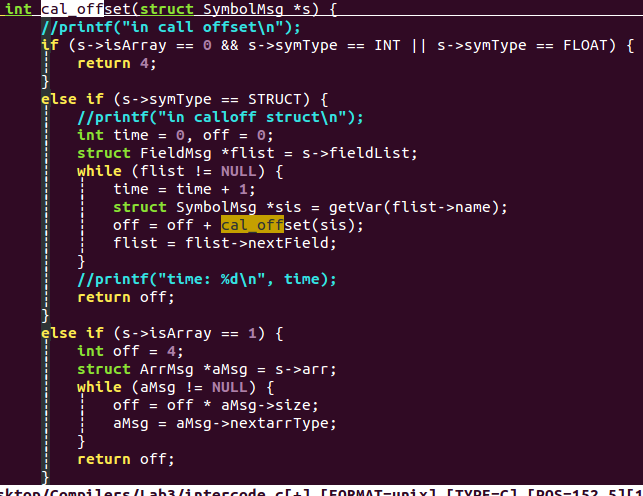 int cal_offset(struct SymbolMsg *s) {
    //printf("in call offset\n");
    if (s->isArray == 0 && s->symType == INT || s->symType == FLOAT) {
        return 4;
    }
    else if (s->symType == STRUCT) {
        //printf("in calloff struct\n");
        int time = 0, off = 0;
        struct FieldMsg *flist = s->fieldList;
        while (flist != NULL) {
            time = time + 1;
            struct SymbolMsg *sis = getVar(flist->name);
            off = off + cal_offset(sis);
            flist = flist->nextField;
        }
        //printf("time: %d\n", time);
        return off;
    }
    else if (s->isArray == 1) {
        int off = 4;
        struct ArrMsg *aMsg = s->arr;
        while (aMsg != NULL) {
            off = off * aMsg->size;
            aMsg = aMsg->nextarrType;
        }
        return off;
    }
sktop/Compilers/Lab3/intercode.c[+] [FORMAT=unix] [TYPE=C] [POS=152,5][1